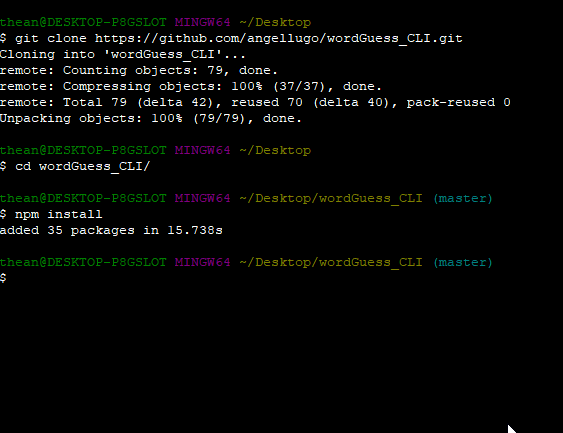 thean@DESKTOP-P8GSLOT MINGW64 ~/Desktop
$ git clone https://github.com/angellugo/wordGuess_CLI.git
Cloning into 'wordGuess_CLI'...
remote: Counting objects: 79, done.
remote: Compressing objects: 100% (37/37), done.
remote: Total 79 (delta 42), reused 70 (delta 40), pack-reused 0
Unpacking objects: 100% (79/79), done.
thean@DESKTOP-P8GSLOT MINGW64 ~/Desktop
$ cd wordGuess_CLI/
thean@DESKTOP-P8GSLOT MINGW64 ~/Desktop/wordGuess_CLI (master)
$ npm install
added 35 packages in 15.738s
thean@DESKTOP-P8GSLOT MINGW64 ~/Desktop/wordGuess_CLI (master)
$